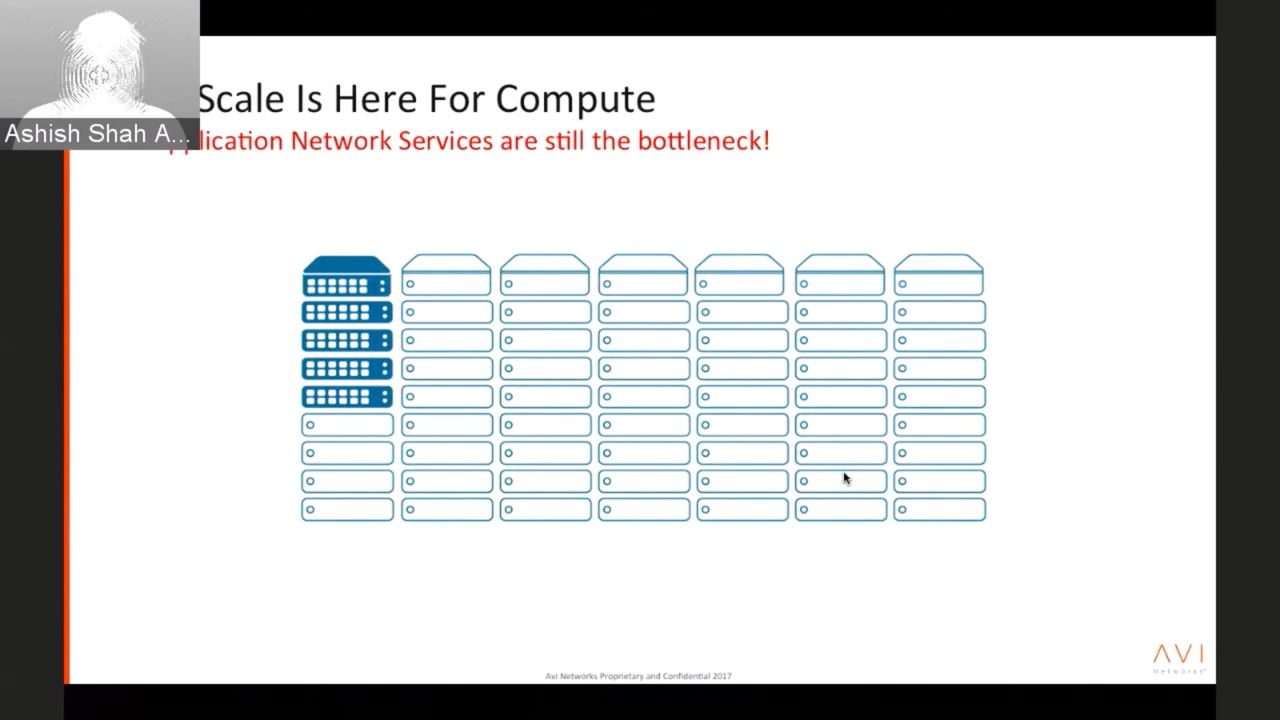 Ashish Shah A...
Scale Is Here For Compute
pplication Network Services are still the bottleneck!
AVI
Networks
Avi Networks Proprietary and Confidential 2017